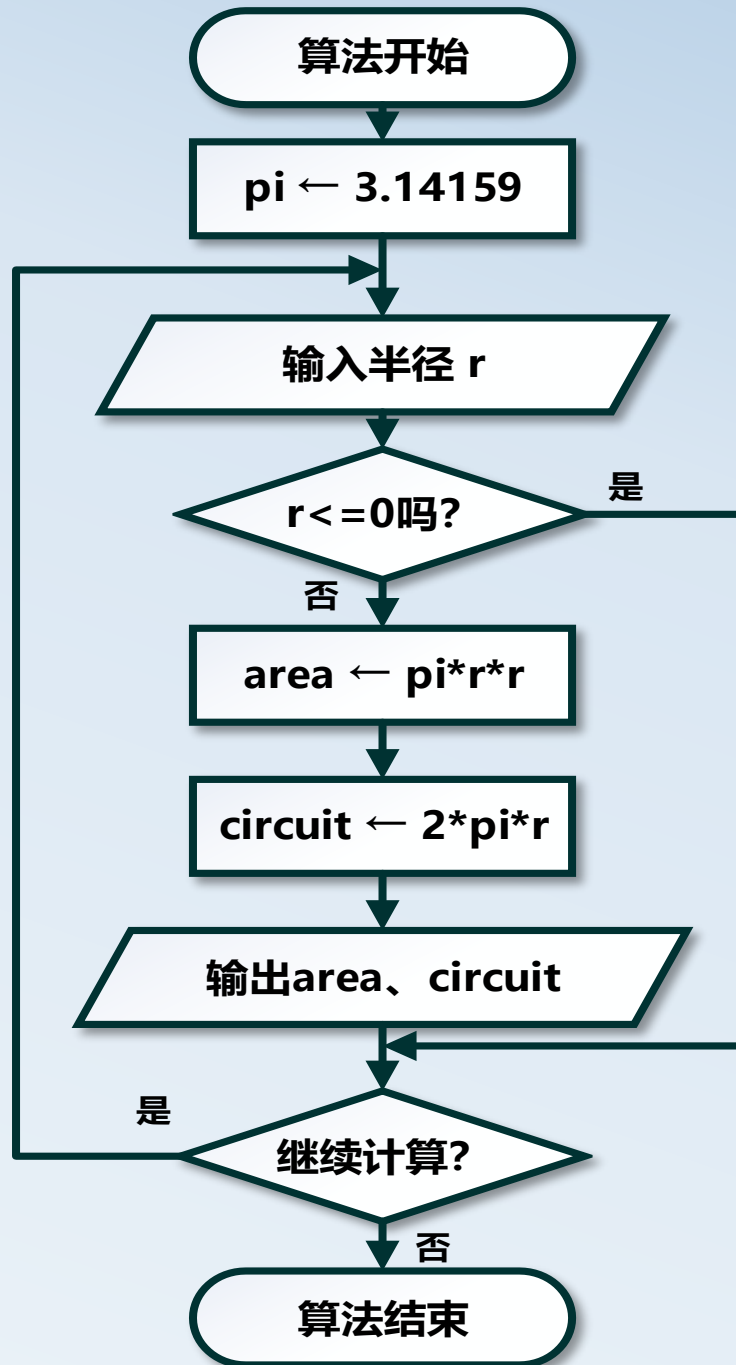 算法开始
pi ← 3.14159
输入半径 r
r<=0吗?
是
否
area ← pi*r*r
circuit ← 2*pi*r
输出area、circuit
是
继续计算?
否
算法结束